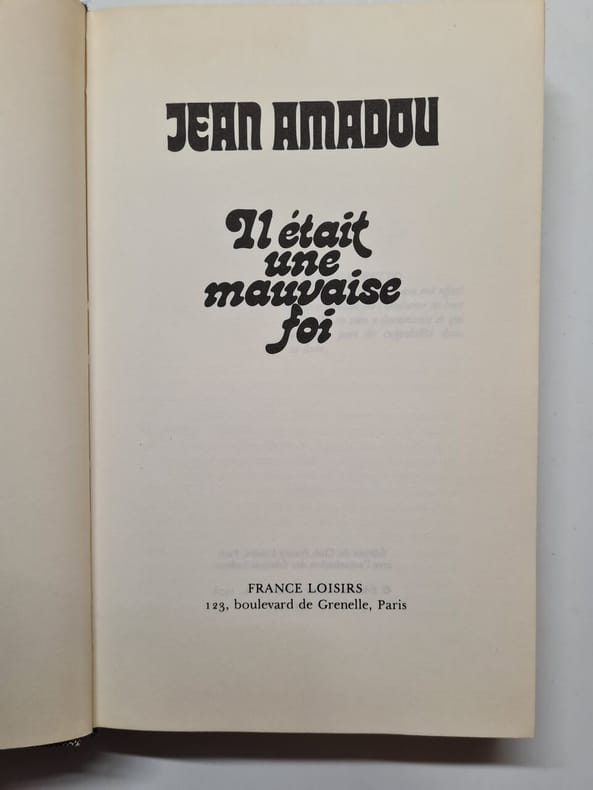 JEAN AMADOU
Il était
une
mauvaise
foi
FRANCE LOISIRS
123, boulevard de Grenelle, Paris